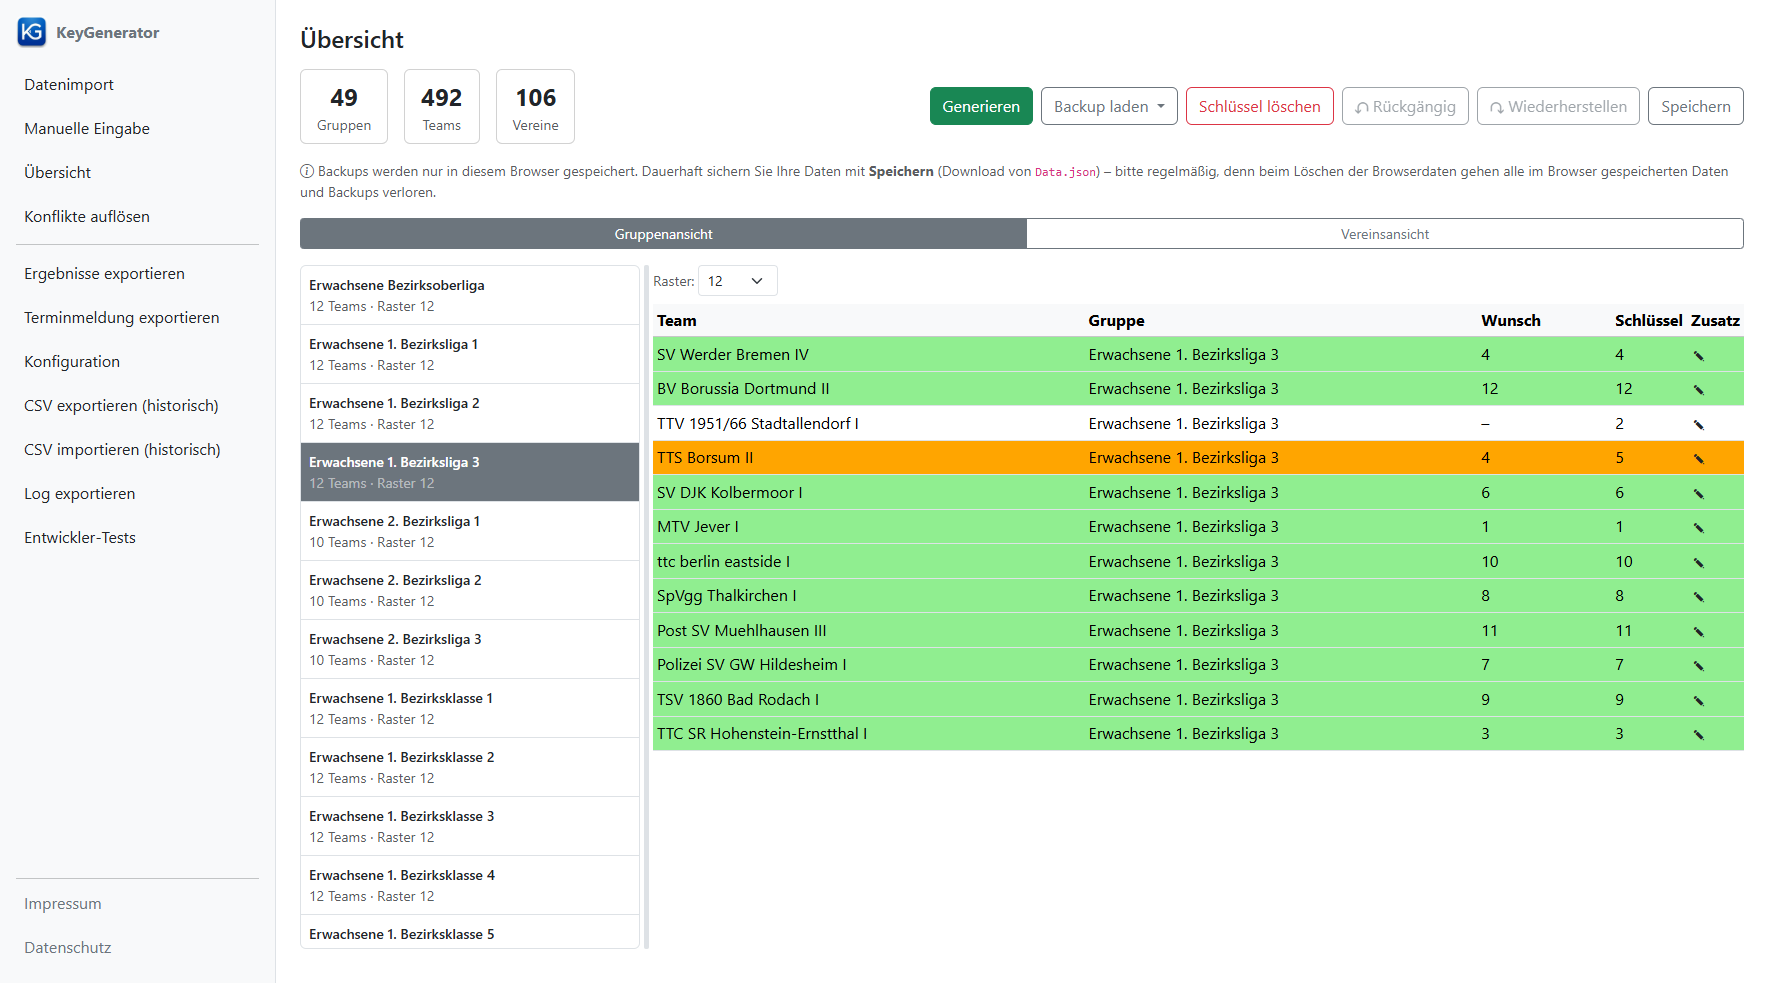 KG KeyGenerator
Datenimport
Manuelle Eingabe
Übersicht
Konflikte auflösen
Ergebnisse exportieren
Terminmeldung exportieren
Konfiguration
CSV exportieren (historisch)
CSV importieren (historisch)
Log exportieren
Entwickler-Tests
Impressum
Datenschutz
Übersicht
49 Gruppen
492 Teams
106 Vereine
Generieren Backup laden Schlüssel löschen Rückgängig Wiederherstellen Speichern
Backups werden nur in diesem Browser gespeichert. Dauerhaft sichern Sie Ihre Daten mit Speichern (Download von Data.json) – bitte regelmäßig, denn beim Löschen der Browserdaten gehen alle im Browser gespeicherten Daten
und Backups verloren.
Gruppenansicht Vereinsansicht
Erwachsene Bezirksoberliga
12 Teams · Raster 12
Erwachsene 1. Bezirksliga 1
12 Teams · Raster 12
Erwachsene 1. Bezirksliga 2
12 Teams · Raster 12
Erwachsene 1. Bezirksliga 3
12 Teams · Raster 12
Erwachsene 2. Bezirksliga 1
10 Teams · Raster 12
Erwachsene 2. Bezirksliga 2
10 Teams · Raster 12
Erwachsene 2. Bezirksliga 3
10 Teams · Raster 12
Erwachsene 1. Bezirksklasse 1
12 Teams · Raster 12
Erwachsene 1. Bezirksklasse 2
12 Teams · Raster 12
Erwachsene 1. Bezirksklasse 3
12 Teams · Raster 12
Erwachsene 1. Bezirksklasse 4
12 Teams · Raster 12
Erwachsene 1. Bezirksklasse 5
Raster: 12
Team Gruppe Wunsch Schlüssel Zusatz
SV Werder Bremen IV Erwachsene 1. Bezirksliga 3 4 4
BV Borussia Dortmund II Erwachsene 1. Bezirksliga 3 12 12
TTV 1951/66 Stadtallendorf I Erwachsene 1. Bezirksliga 3 – 2
TTS Borsum II Erwachsene 1. Bezirksliga 3 4 5
SV DJK Kolbermoor I Erwachsene 1. Bezirksliga 3 6 6
MTV Jever I Erwachsene 1. Bezirksliga 3 1 1
ttc berlin eastside I Erwachsene 1. Bezirksliga 3 10 10
SpVgg Thalkirchen I Erwachsene 1. Bezirksliga 3 8 8
Post SV Muehlhausen III Erwachsene 1. Bezirksliga 3 11 11
Polizei SV GW Hildesheim I Erwachsene 1. Bezirksliga 3 7 7
TSV 1860 Bad Rodach I Erwachsene 1. Bezirksliga 3 9 9
TTC SR Hohenstein-Ernstthal I Erwachsene 1. Bezirksliga 3 3 3